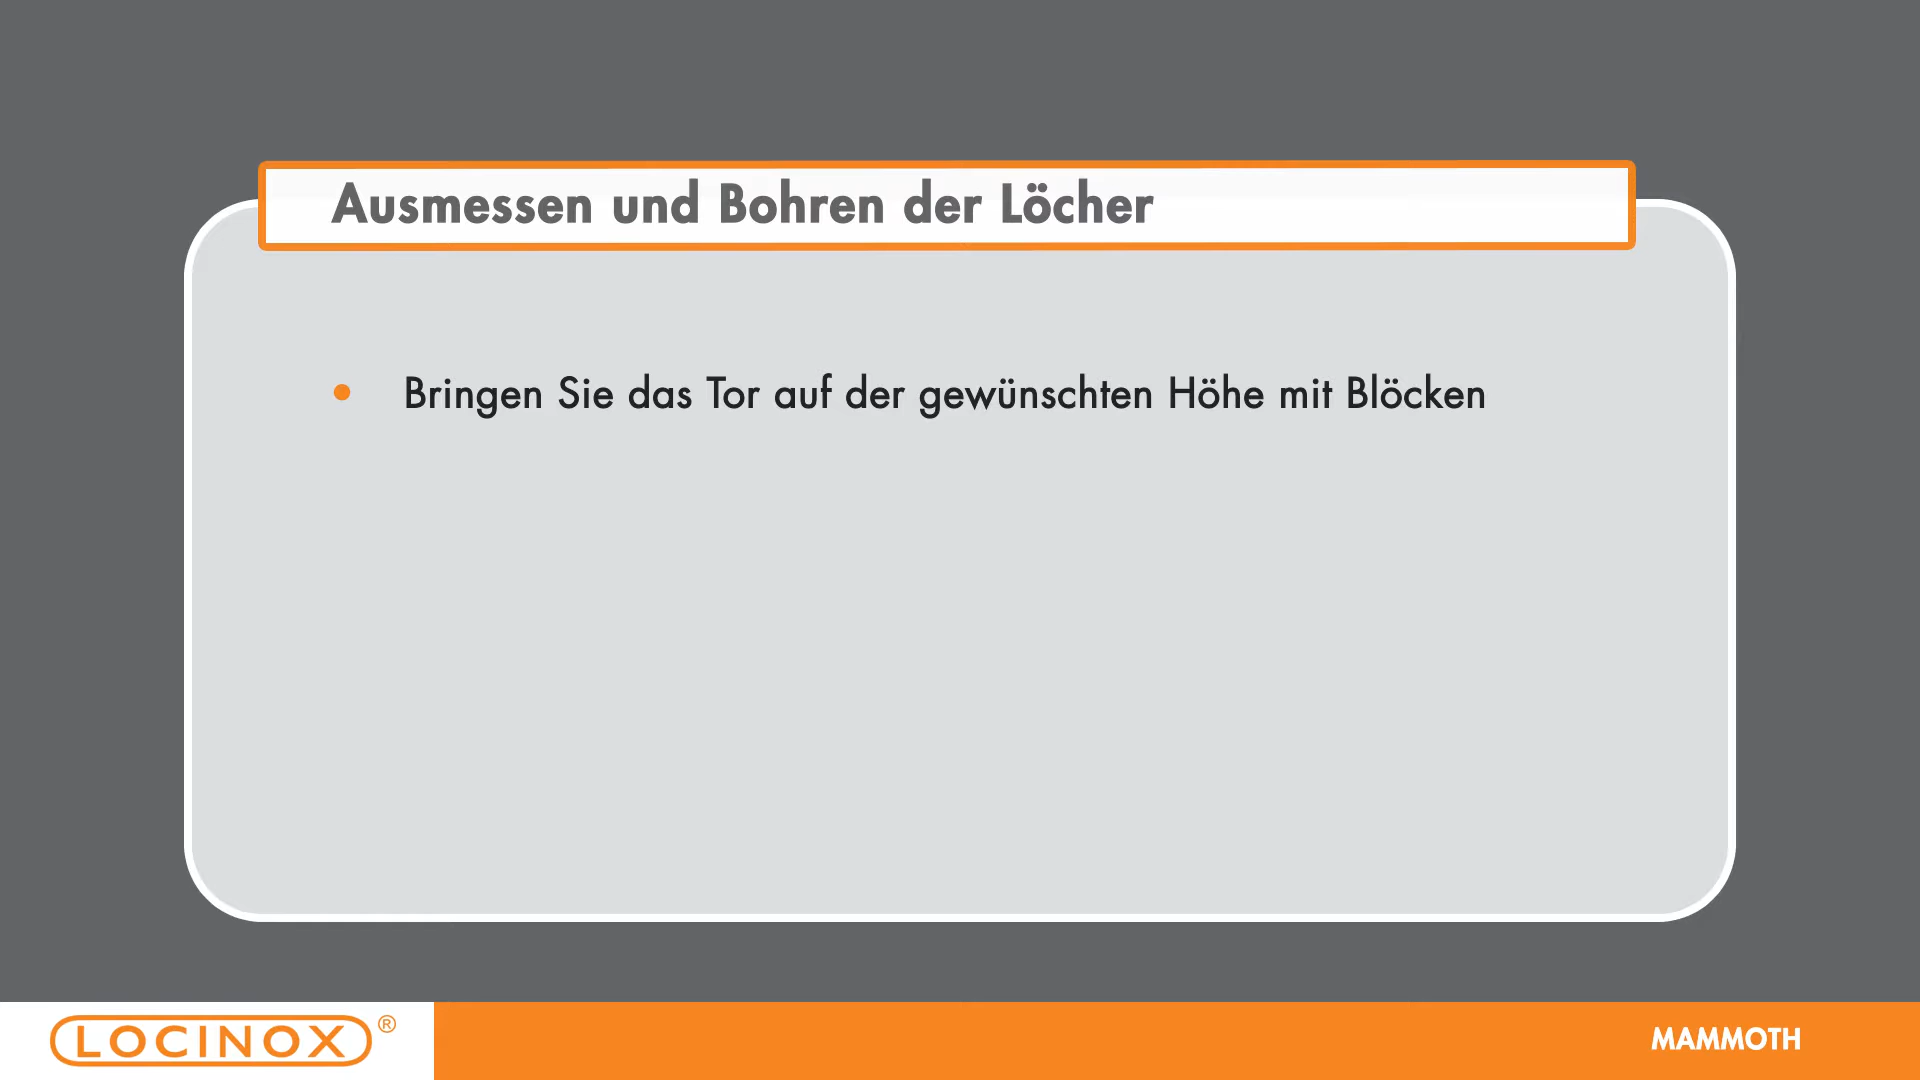 Ausmessen und Bohren der Löcher
• Bringen Sie das Tor auf der gewünschten Höhe mit Blöcken
LOCINOX®
MAMMOTH